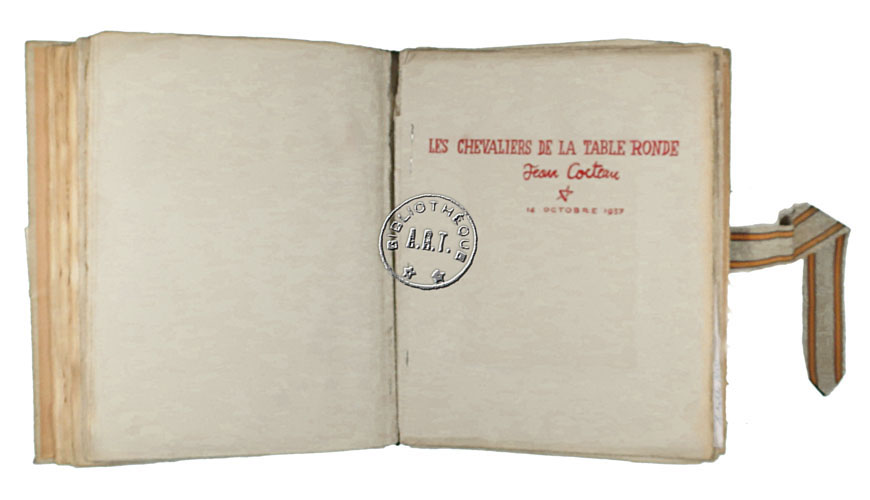 LES CHEVALIERS DE LA TABLE RONDE
Jean Cocteau
14 OCTOBRE 1937
BIBLIOTHÈQUE
A.R.T.